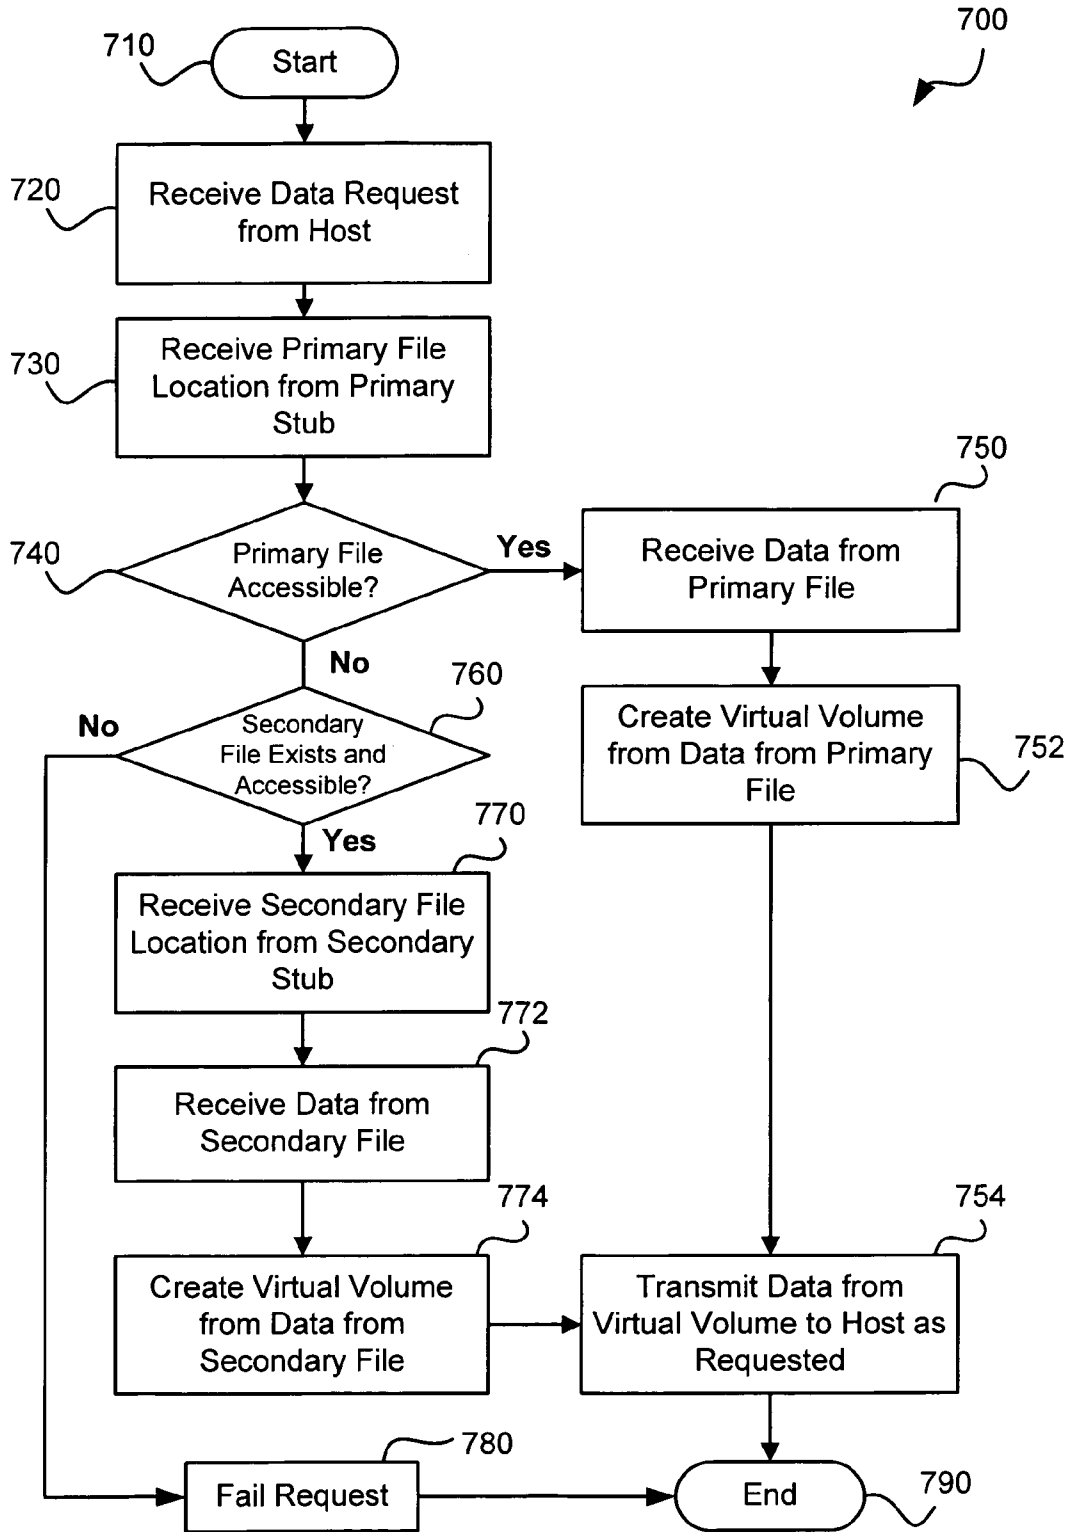 710
Start
700
720
Receive Data Request
from Host
730
Receive Primary File
Location from Primary
Stub
740
Primary File
Accessible?
Yes
750
Receive Data from
Primary File
No
760
Secondary
File Exists and
Accessible?
No
Create Virtual Volume
from Data from Primary
File
752
Yes
770
Receive Secondary File
Location from Secondary
Stub
772
Receive Data from
Secondary File
774
Create Virtual Volume
from Data from
Secondary File
754
Transmit Data from
Virtual Volume to Host as
Requested
780
Fail Request
End
790